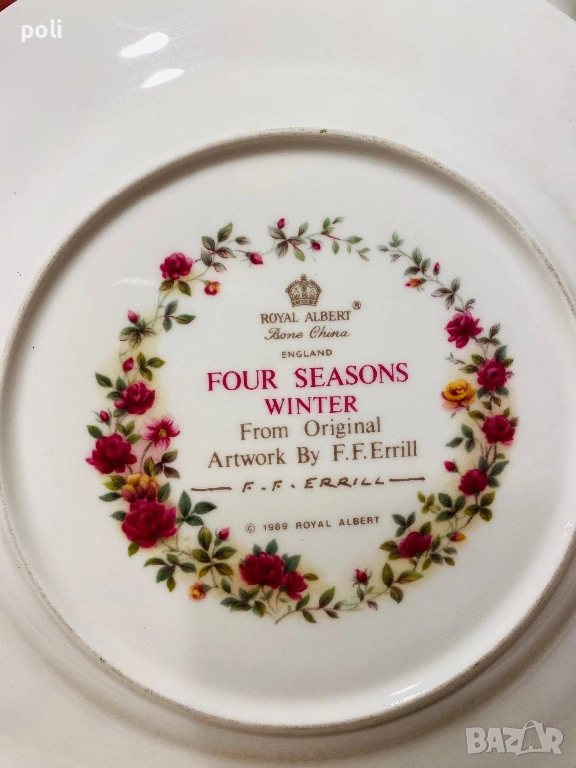 poli
ROYAL ALBERT ®
Bone China
ENGLAND
FOUR SEASONS
WINTER
From Original
Artwork By F.F.Errill
F. F. ERRILL
© 1989 ROYAL ALBERT
BAZAR